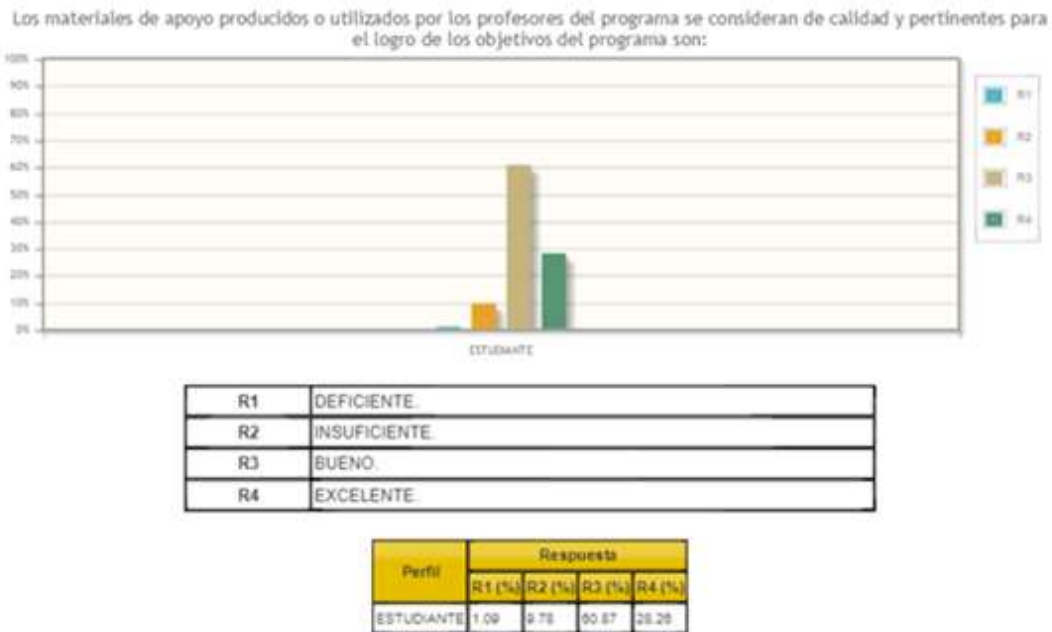 Los materiales de apoyo producidos o utilizados por los profesores del programa se consideran de calidad y pertinentes para
el logro de los objetivos del programa son:
100%
90%
80%
70%
60%
50%
40%
30%
20%
10%
0%
ESTUDIANTE
R1
R2
R3
R4
R1 DEFICIENTE.
R2 INSUFICIENTE.
R3 BUENO.
R4 EXCELENTE.
Perfil Respuesta
R1 (%) R2 (%) R3 (%) R4 (%)
ESTUDIANTE 1.09 9.78 60.87 28.26